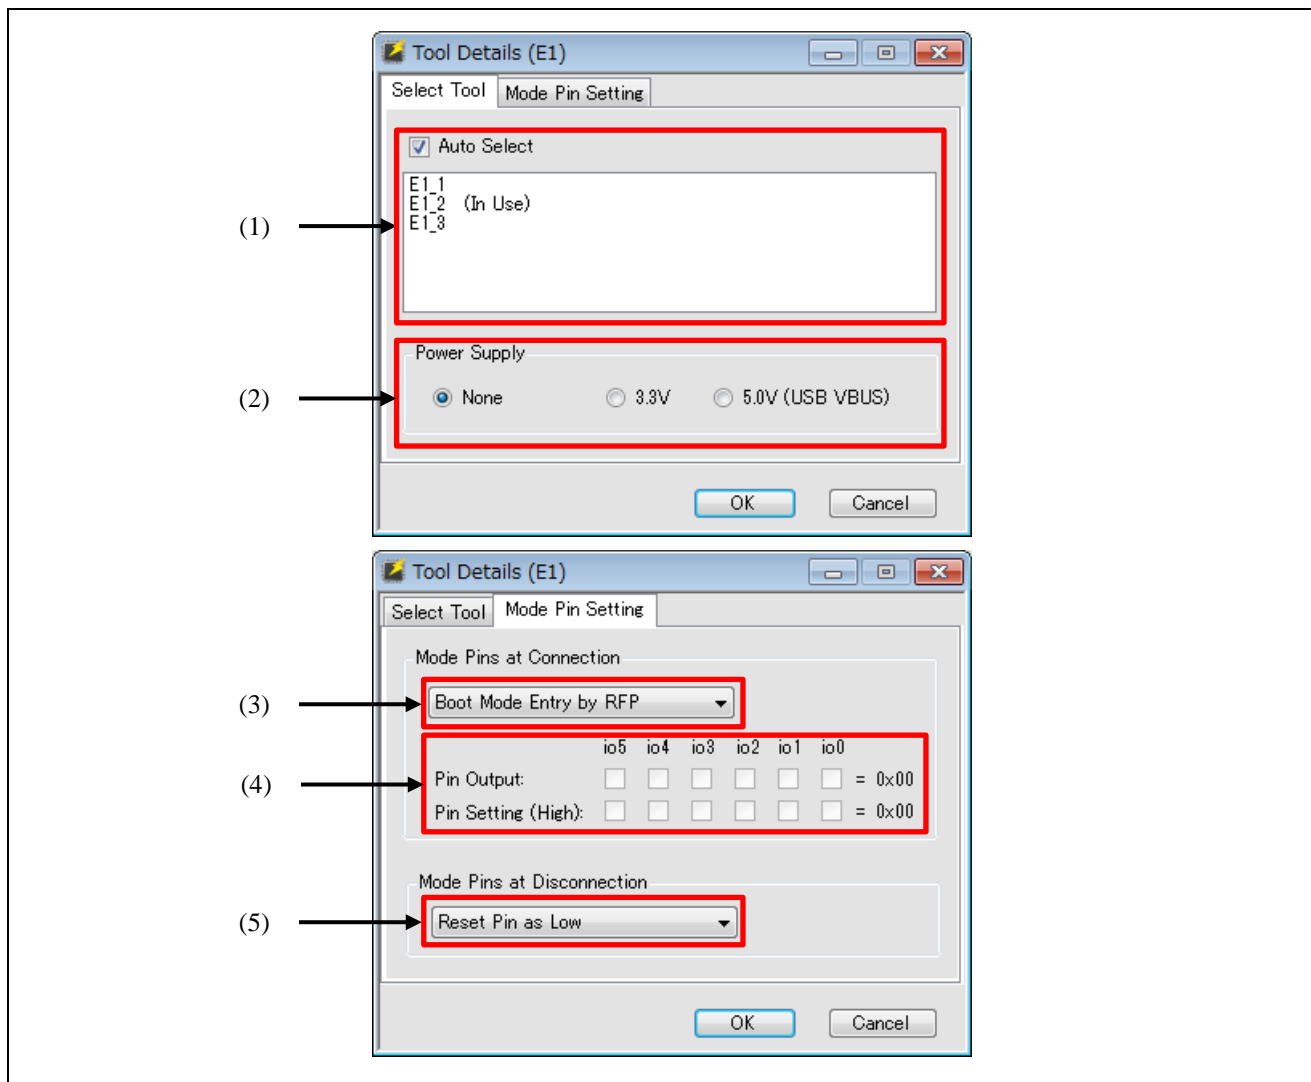 Tool Details (E1)
Select Tool Mode Pin Setting
Auto Select
E1_1
E1_2 (In Use)
E1_3
(1)
Power Supply
(2)
None 3.3V 5.0V (USB VBUS)
OK Cancel
Tool Details (E1)
Select Tool Mode Pin Setting
Mode Pins at Connection
(3)
Boot Mode Entry by RFP
io5 io4 io3 io2 io1 io0
(4)
Pin Output: = 0x00
Pin Setting (High): = 0x00
Mode Pins at Disconnection
(5)
Reset Pin as Low
OK Cancel